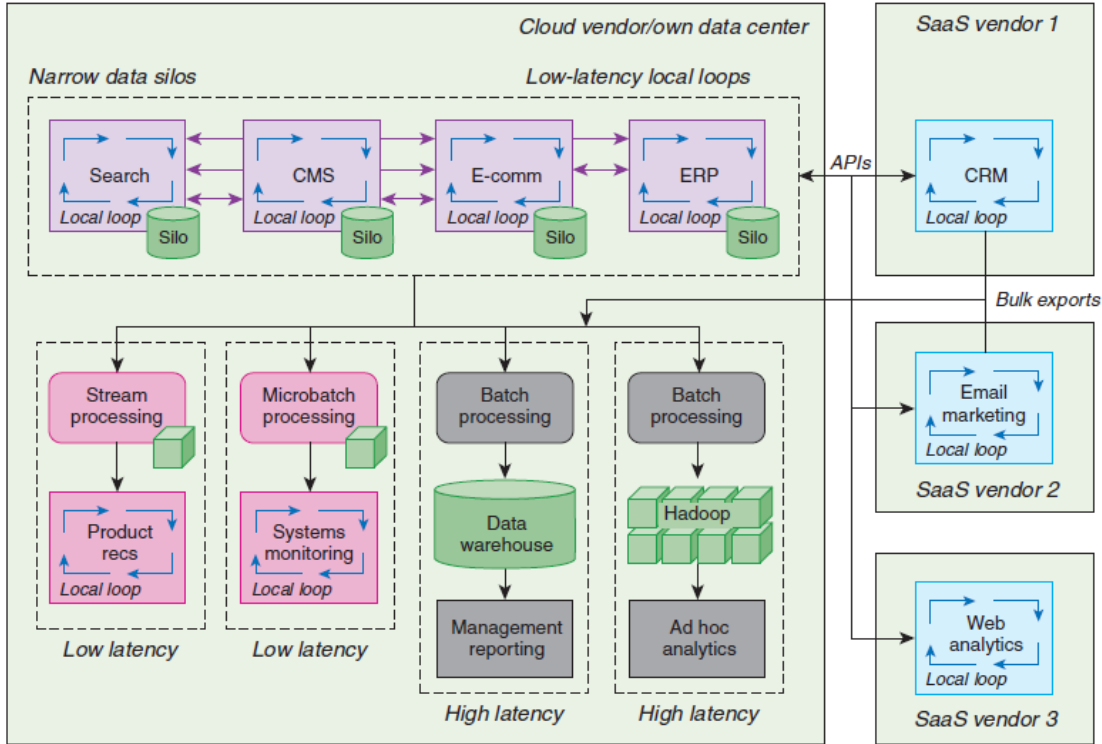 Cloud vendor/own data center
SaaS vendor 1
Narrow data silos
Low-latency local loops
Search
Local loop
Silo
CMS
Local loop
Silo
E-comm
Local loop
Silo
ERP
Local loop
Silo
APIs
CRM
Local loop
Bulk exports
Stream
processing
Product
recs
Local loop
Low latency
Microbatch
processing
Systems
monitoring
Local loop
Low latency
Batch
processing
Data
warehouse
Management
reporting
High latency
Batch
processing
Hadoop
Ad hoc
analytics
High latency
Email
marketing
Local loop
SaaS vendor 2
Web
analytics
Local loop
SaaS vendor 3